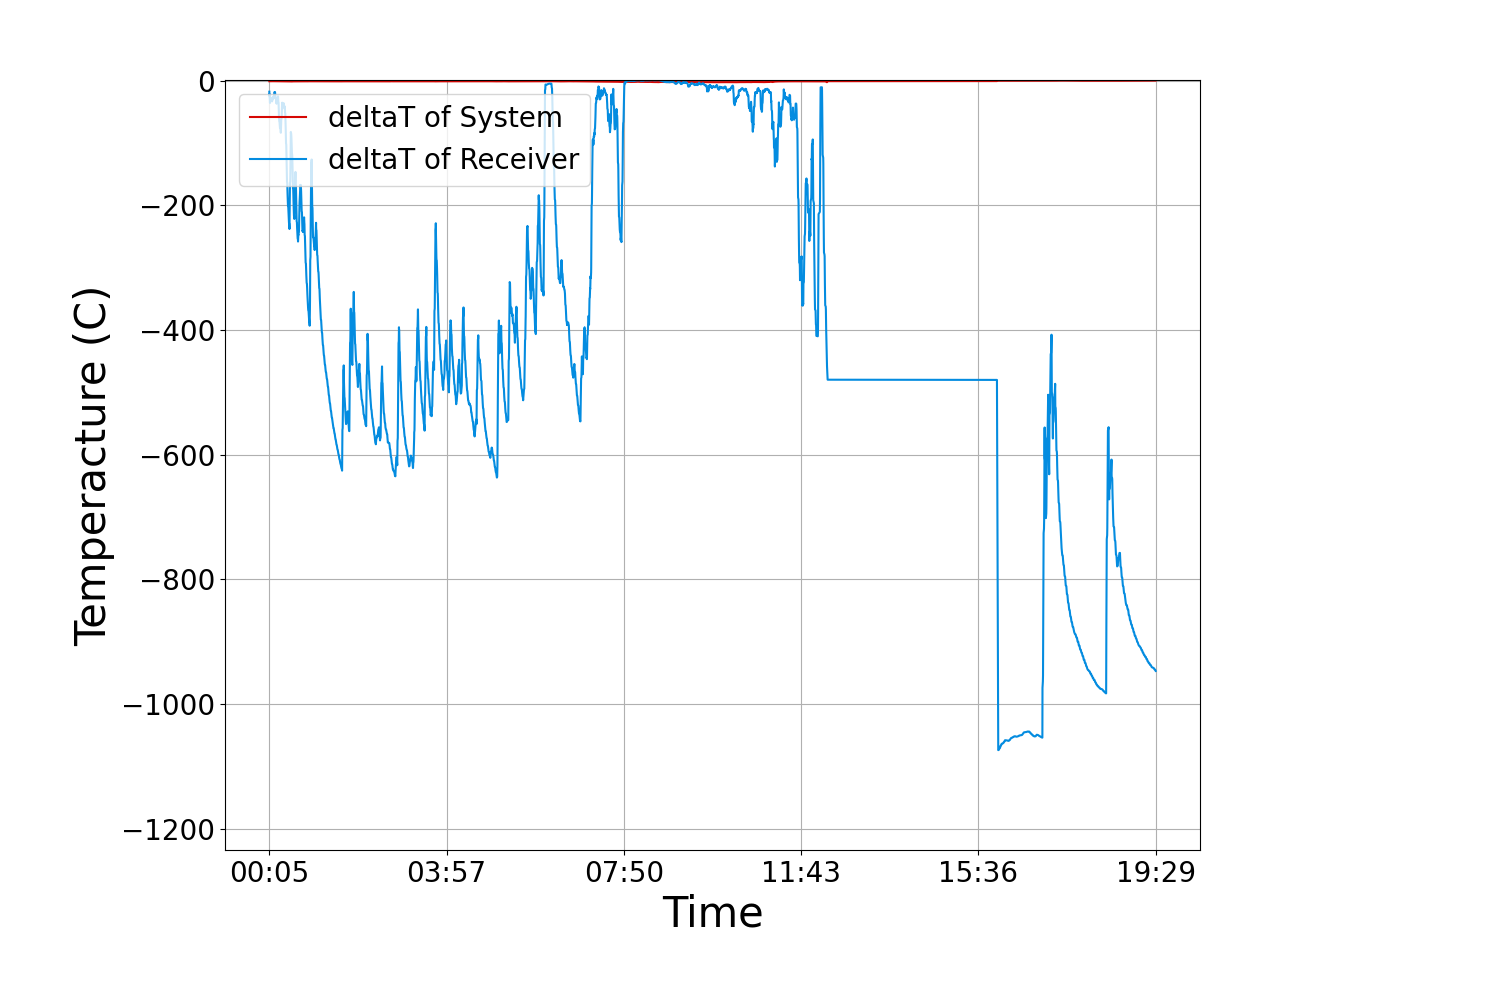 0
−200
−400
−600
−800
−1000
−1200
Temperacture (C)
deltaT of System
deltaT of Receiver
00:05 03:57 07:50 11:43 15:36 19:29
Time